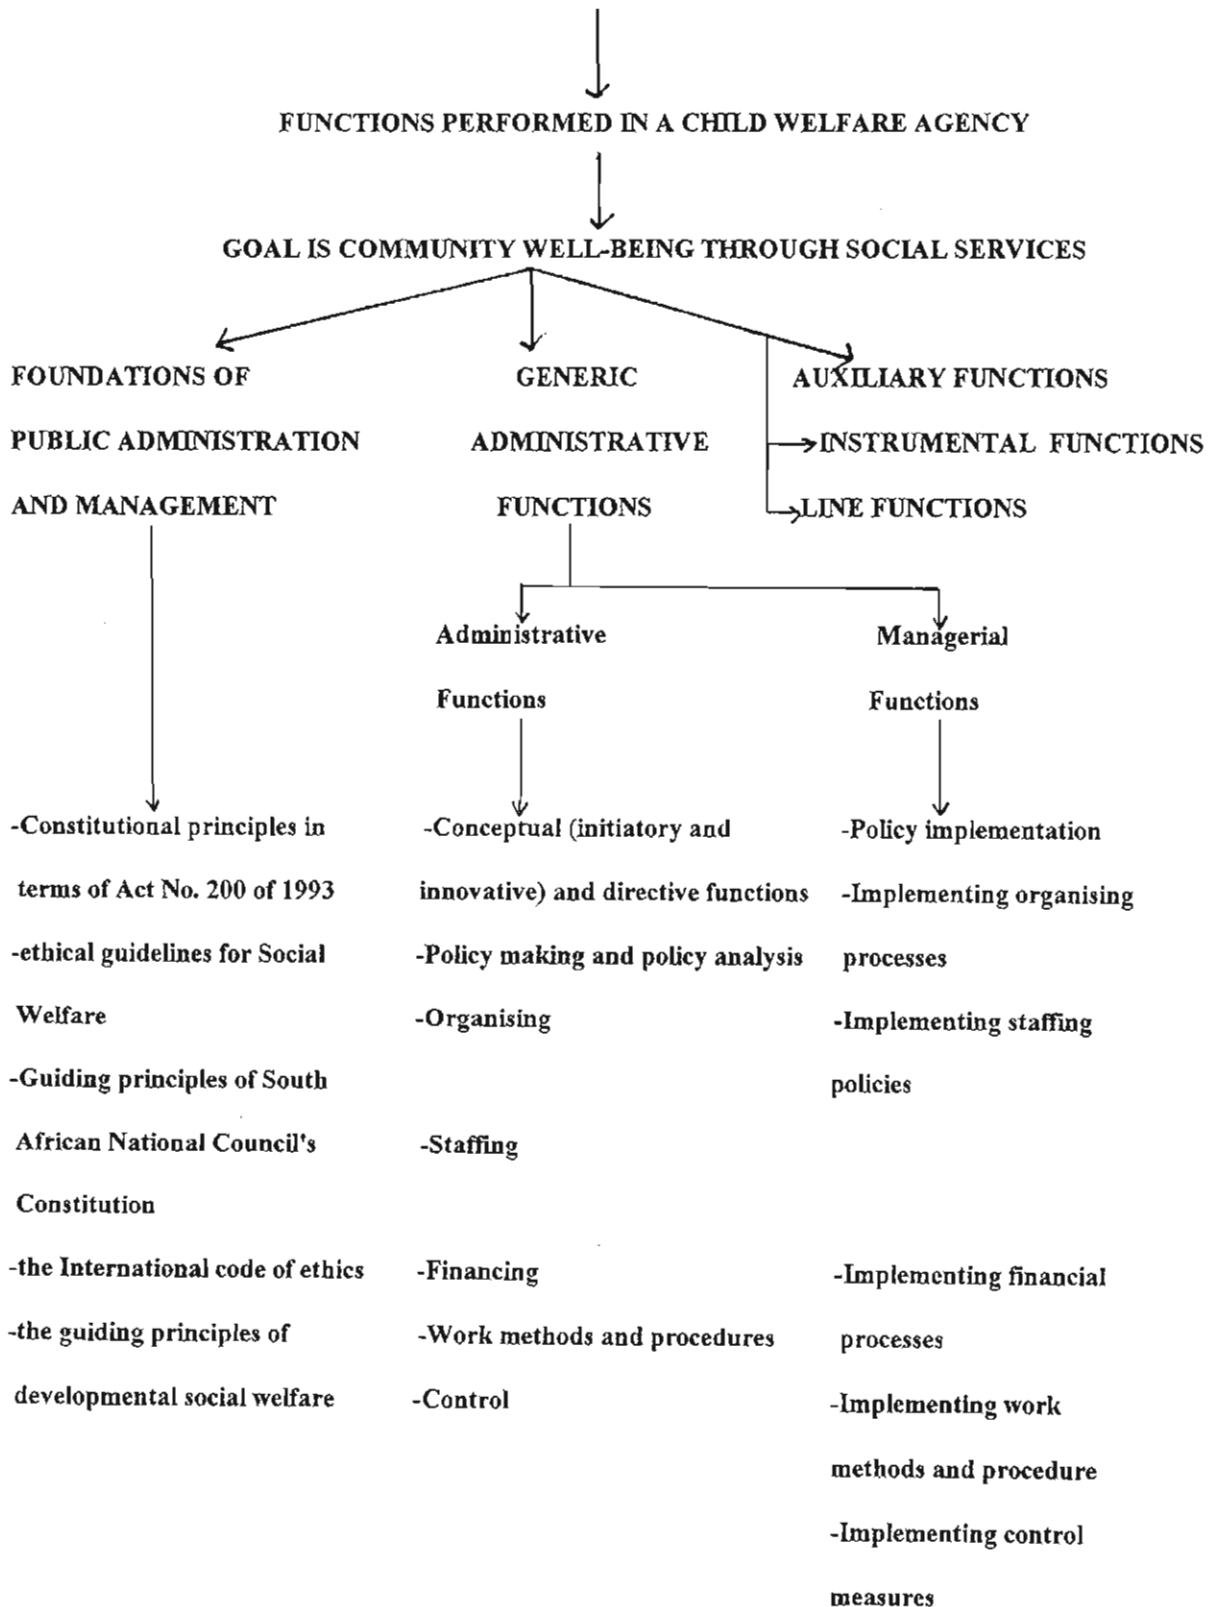 FUNCTIONS PERFORMED IN A CHILD WELFARE AGENCY
GOAL IS COMMUNITY WELL-BEING THROUGH SOCIAL SERVICES
FOUNDATIONS OF
PUBLIC ADMINISTRATION
AND MANAGEMENT
GENERIC
ADMINISTRATIVE
FUNCTIONS
AUXILIARY FUNCTIONS
INSTRUMENTAL FUNCTIONS
LINE FUNCTIONS
Administrative
Functions
Managerial
Functions
-Constitutional principles in
terms of Act No. 200 of 1993
-ethical guidelines for Social
Welfare
-Guiding principles of South
African National Council's
Constitution
-the International code of ethics
-the guiding principles of
developmental social welfare
-Conceptual (initiatory and
innovative) and directive functions
-Policy making and policy analysis
-Organising
-Staffing
-Financing
-Work methods and procedures
-Control
-Policy implementation
-Implementing organising
processes
-Implementing staffing
policies
-Implementing financial
processes
-Implementing work
methods and procedure
-Implementing control
measures